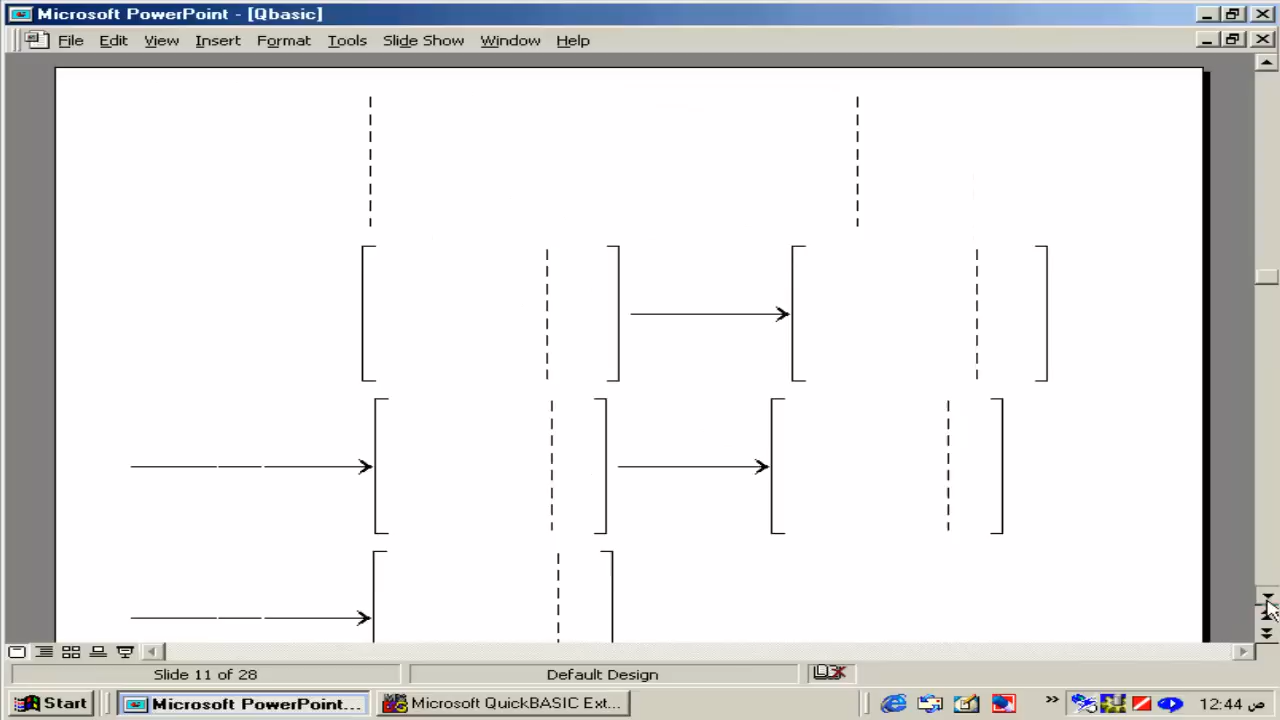 Microsoft PowerPoint - [Qbasic]
File Edit View Insert Format Tools Slide Show Window Help
Slide 11 of 28 Default Design
Start Microsoft PowerPoint... Microsoft QuickBASIC Ext... » 12:44 ص